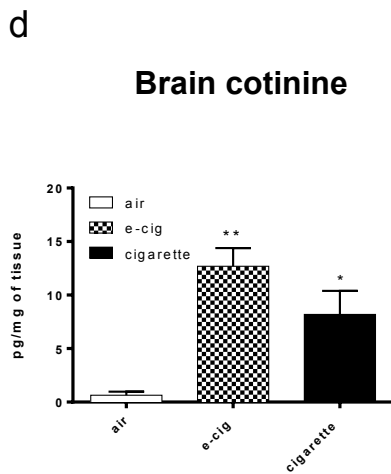 d
Brain cotinine
20
15
10
5
0
pg/mg of tissue
air
e-cig
cigarette
**
*
air
e-cig
cigarette